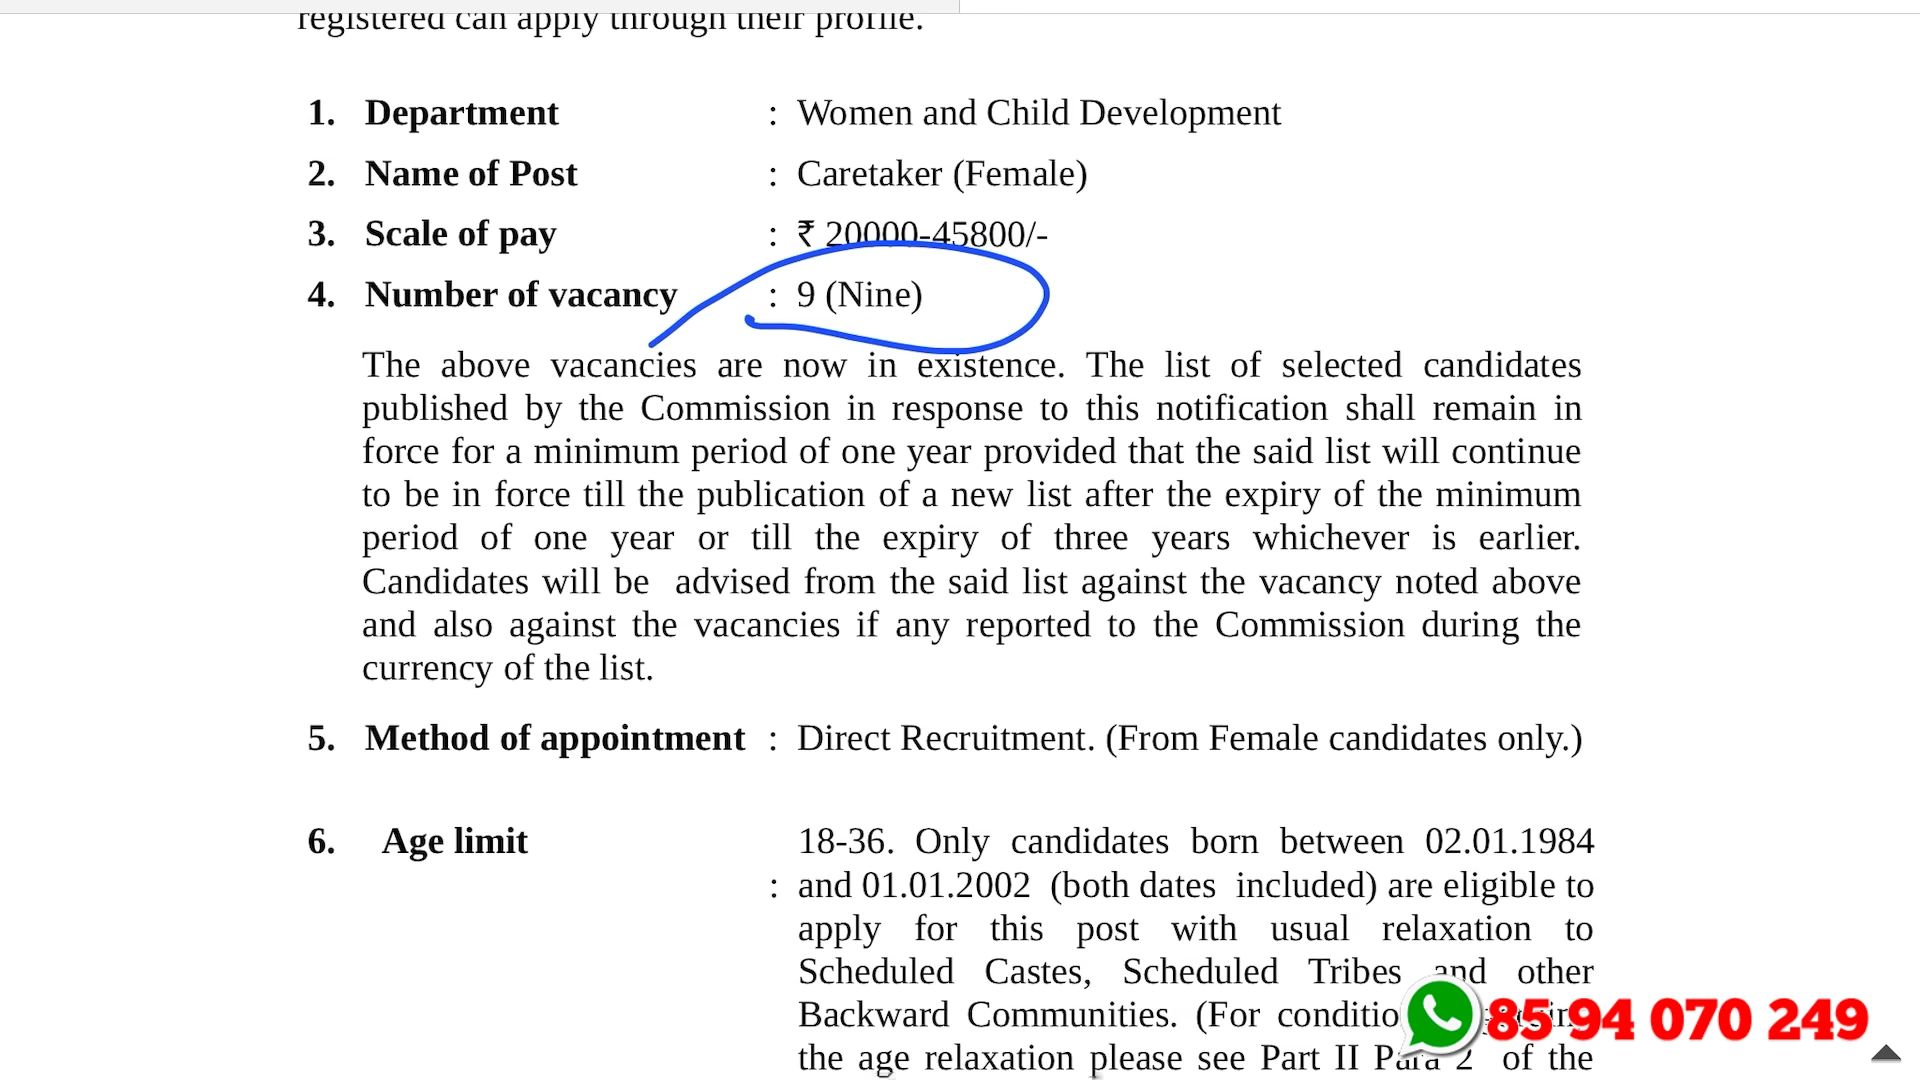 registered can apply through their profile.
1. Department : Women and Child Development
2. Name of Post : Caretaker (Female)
3. Scale of pay : ₹ 20000-45800/-
4. Number of vacancy : 9 (Nine)
The above vacancies are now in existence. The list of selected candidates
published by the Commission in response to this notification shall remain in
force for a minimum period of one year provided that the said list will continue
to be in force till the publication of a new list after the expiry of the minimum
period of one year or till the expiry of three years whichever is earlier.
Candidates will be advised from the said list against the vacancy noted above
and also against the vacancies if any reported to the Commission during the
currency of the list.
5. Method of appointment : Direct Recruitment. (From Female candidates only.)
6. Age limit 18-36. Only candidates born between 02.01.1984
: and 01.01.2002 (both dates included) are eligible to
apply for this post with usual relaxation to
Scheduled Castes, Scheduled Tribes and other
Backward Communities. (For
85 94 070 249
the age relaxation please see Part II Para 2 of the